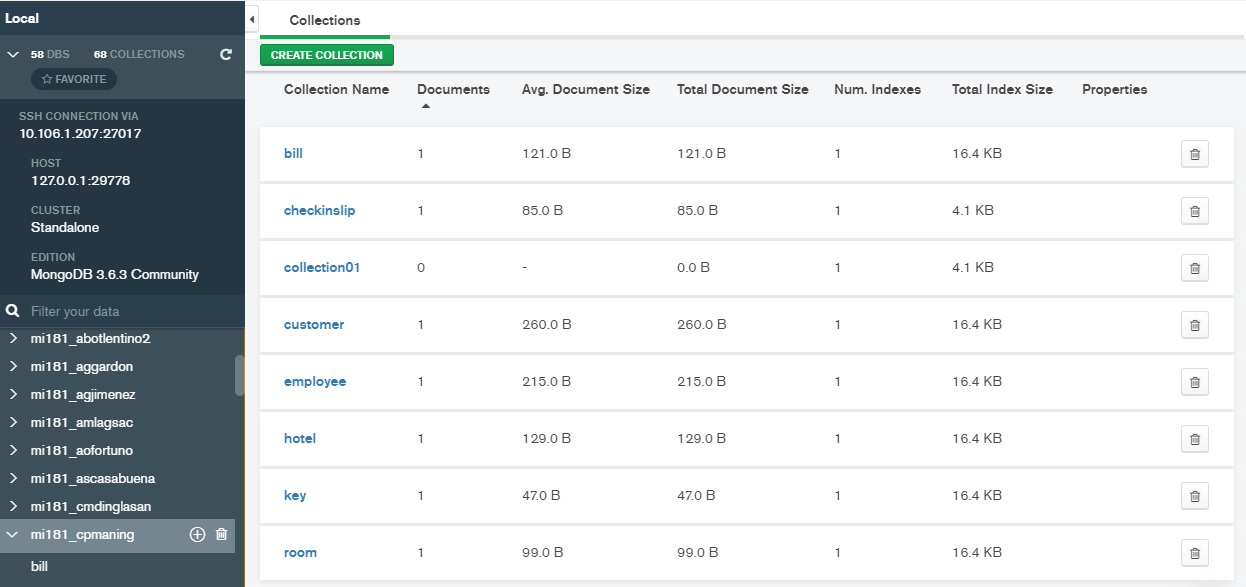 Local
58 DBS 68 COLLECTIONS
FAVORITE
SSH CONNECTION VIA
10.106.1.207:27017
HOST
127.0.0.1:29778
CLUSTER
Standalone
EDITION
MongoDB 3.6.3 Community
Filter your data
mi181_abotlentino2
mi181_aggardon
mi181_agjimenez
mi181_amlagsac
mi181_aofortuno
mi181_ascasabuena
mi181_cmdinglasan
mi181_cpmaning
bill
Collections
CREATE COLLECTION
Collection Name Documents Avg. Document Size Total Document Size Num. Indexes Total Index Size Properties
bill 1 121.0 B 121.0 B 1 16.4 KB
checkinslip 1 85.0 B 85.0 B 1 4.1 KB
collection01 0 - 0.0 B 1 4.1 KB
customer 1 260.0 B 260.0 B 1 16.4 KB
employee 1 215.0 B 215.0 B 1 16.4 KB
hotel 1 129.0 B 129.0 B 1 16.4 KB
key 1 47.0 B 47.0 B 1 16.4 KB
room 1 99.0 B 99.0 B 1 16.4 KB